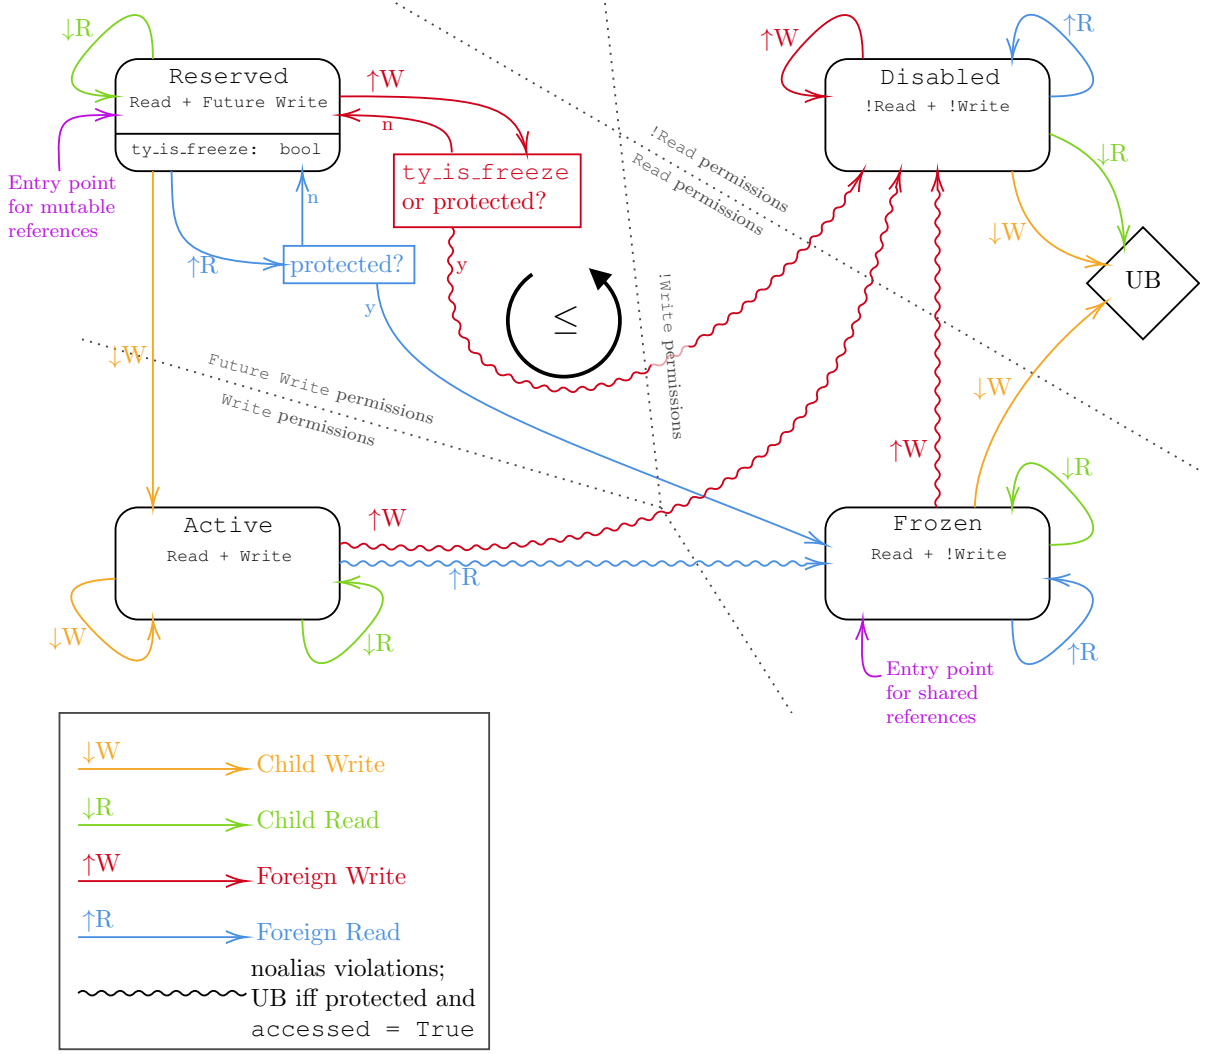 ↓R
Reserved
Read + Future Write
ty_is_freeze: bool
Entry point
for mutable
references
↑W
n
ty_is_freeze
or protected?
y
n
↑R
protected?
y
≤
!Read permissions
Read permissions
!Write permissions
Future Write permissions
Write permissions
↑W
Disabled
!Read + !Write
↑R
↓R
↓W
UB
↓W
↓W
↑W
Active
Read + Write
↑W
↑R
↓W
↓R
Frozen
Read + !Write
↓R
↑R
Entry point
for shared
references
↓W
Child Write
↓R
Child Read
↑W
Foreign Write
↑R
Foreign Read
noalias violations;
UB iff protected and
accessed = True